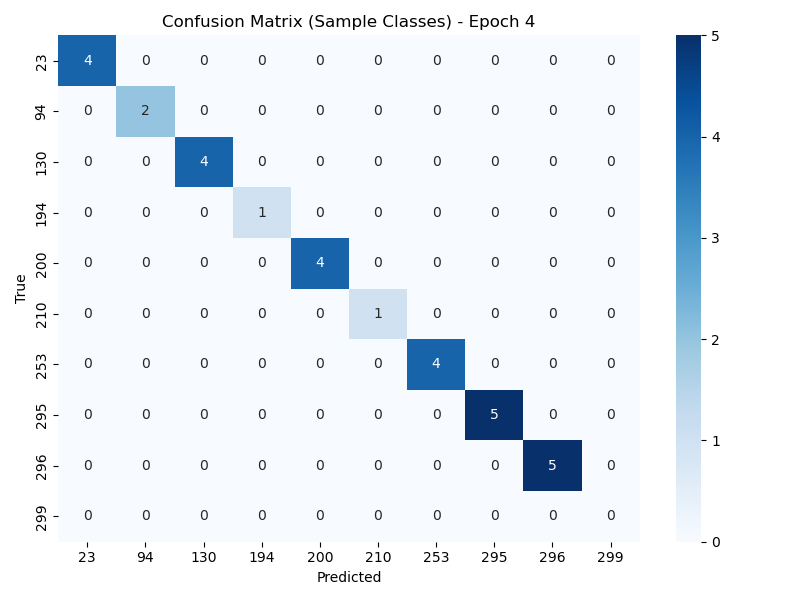 Confusion Matrix (Sample Classes) - Epoch 4
True
23 4 0 0 0 0 0 0 0 0 0
94 0 2 0 0 0 0 0 0 0 0
130 0 0 4 0 0 0 0 0 0 0
194 0 0 0 1 0 0 0 0 0 0
200 0 0 0 0 4 0 0 0 0 0
210 0 0 0 0 0 1 0 0 0 0
253 0 0 0 0 0 0 4 0 0 0
295 0 0 0 0 0 0 0 5 0 0
296 0 0 0 0 0 0 0 0 5 0
299 0 0 0 0 0 0 0 0 0 0
23 94 130 194 200 210 253 295 296 299
Predicted
5
4
3
2
1
0